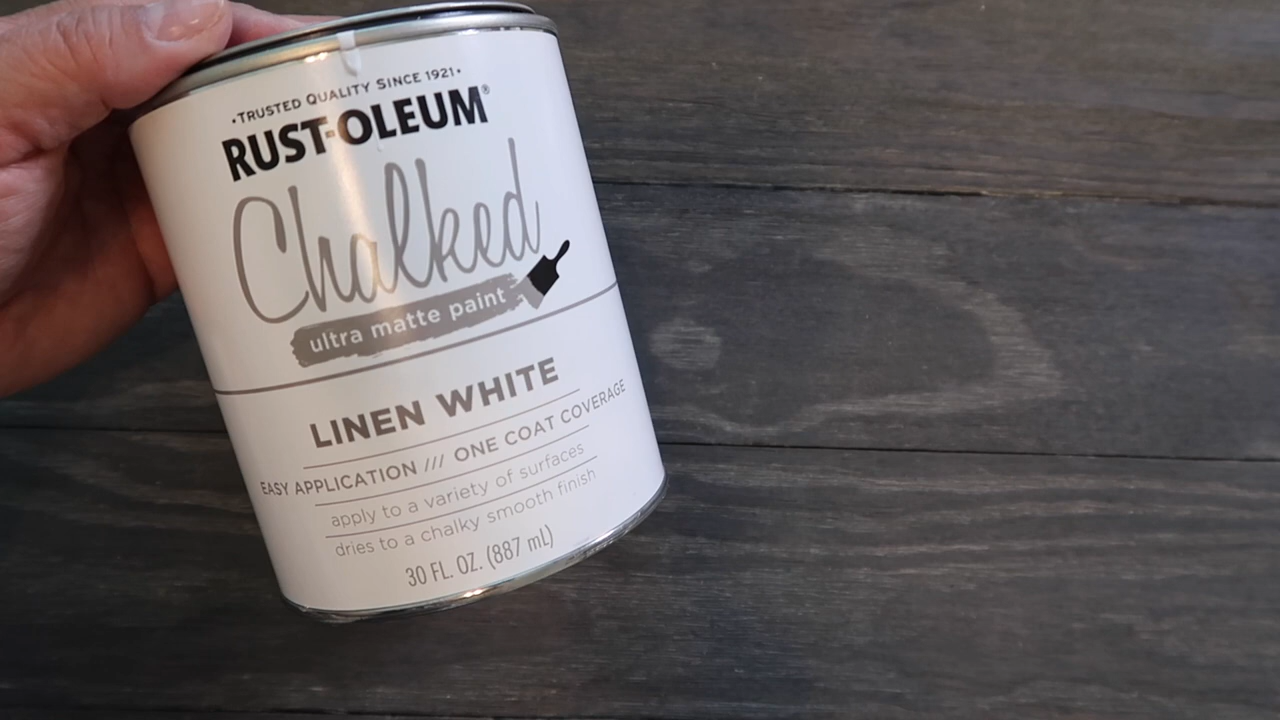 •TRUSTED QUALITY SINCE 1921•
RUST-OLEUM®
Chalked
ultra matte paint
LINEN WHITE
EASY APPLICATION /// ONE COAT COVERAGE
apply to a variety of surfaces
dries to a chalky smooth finish
30 FL. OZ. (887 mL)